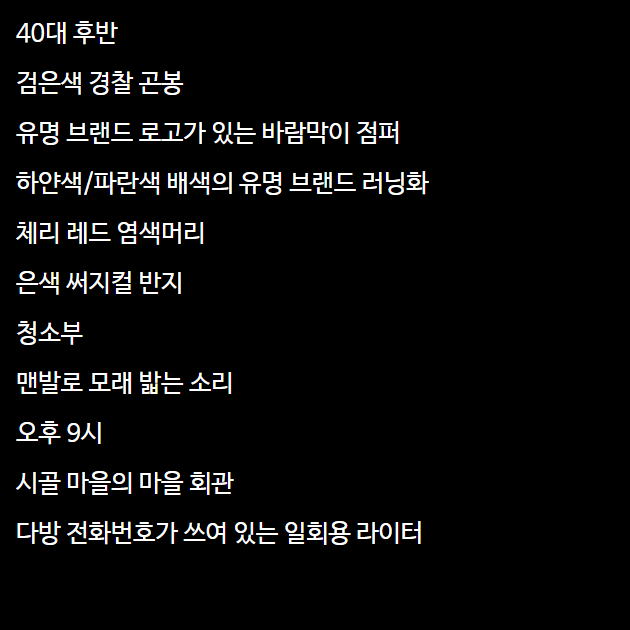 40대 후반
검은색 경찰 곤봉
유명 브랜드 로고가 있는 바람막이 점퍼
하얀색/파란색 배색의 유명 브랜드 러닝화
체리 레드 염색머리
은색 써지컬 반지
청소부
맨발로 모래 밟는 소리
오후 9시
시골 마을의 마을 회관
다방 전화번호가 쓰여 있는 일회용 라이터